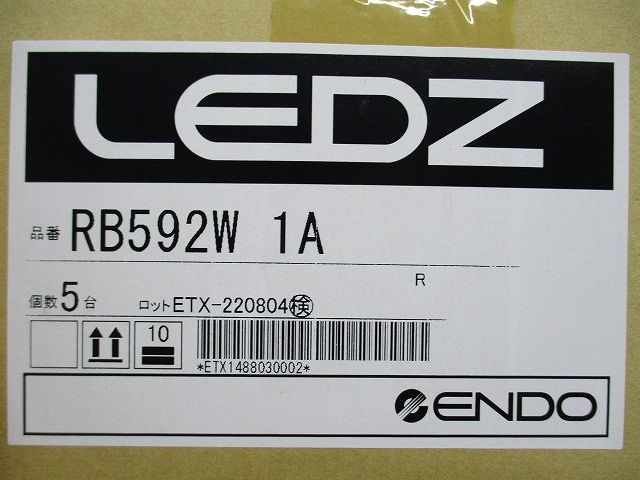 LEDZ
品番 RB592W 1A
R
個数 5 台 ロット ETX-220804 検
10
*ETX1488030002*
ENDO